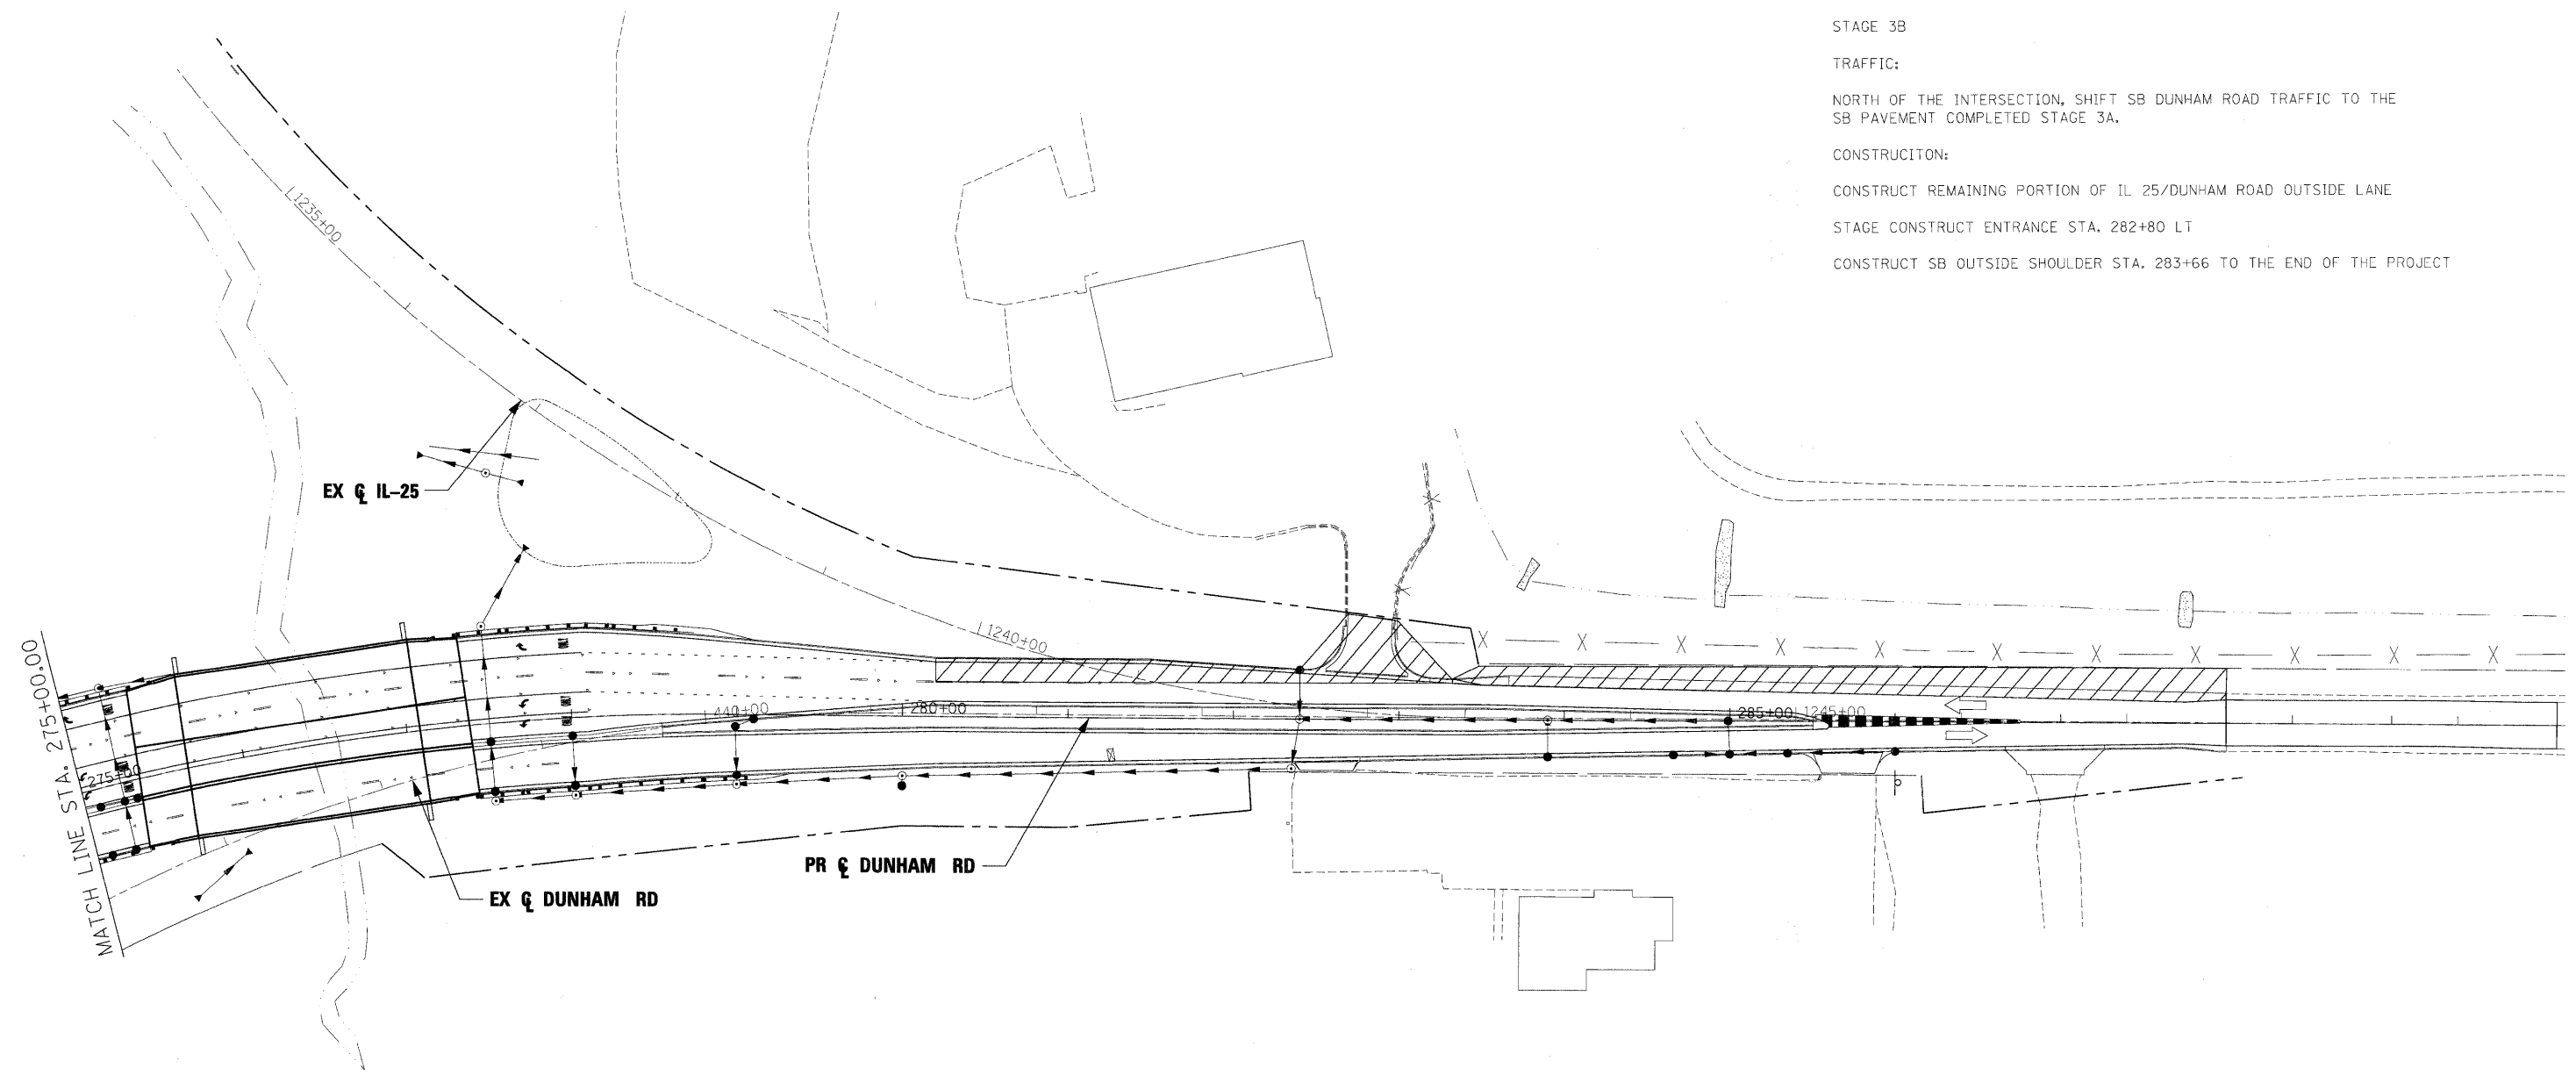 STAGE 3B
TRAFFIC:
NORTH OF THE INTERSECTION, SHIFT SB DUNHAM ROAD TRAFFIC TO THE
SB PAVEMENT COMPLETED STAGE 3A.
CONSTRUCITON:
CONSTRUCT REMAINING PORTION OF IL 25/DUNHAM ROAD OUTSIDE LANE
STAGE CONSTRUCT ENTRANCE STA. 282+80 LT
CONSTRUCT SB OUTSIDE SHOULDER STA. 283+66 TO THE END OF THE PROJECT
1235+00
EX ℄ IL-25
1240+00
MATCH LINE STA. 275+00.00
275+00
440+00
280+00
285+00
1245+00
PR ℄ DUNHAM RD
EX ℄ DUNHAM RD